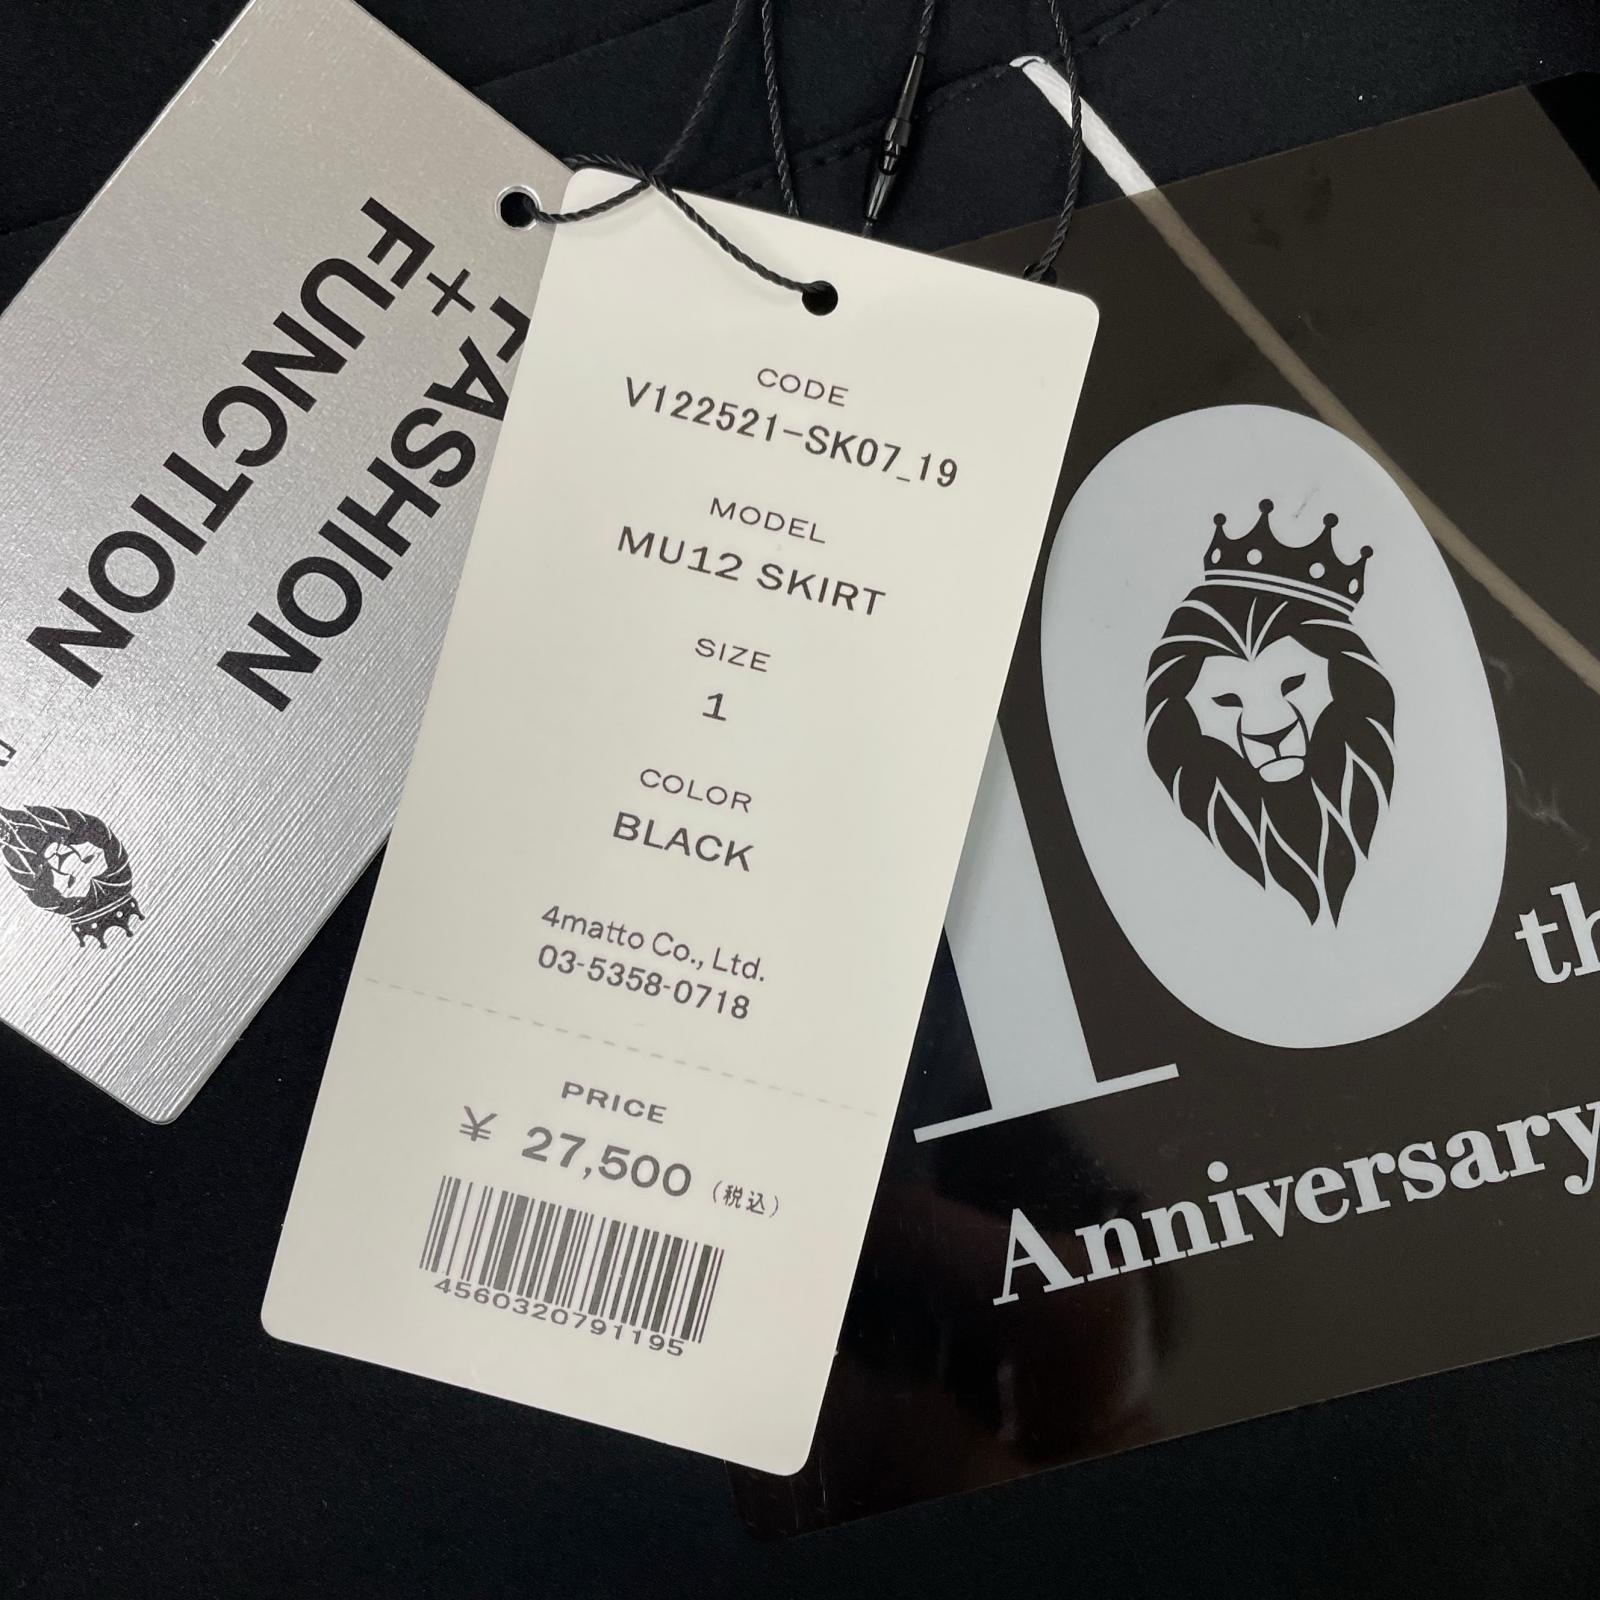 FASHION
+
FUNCTION
CODE
V122521-SK07_19
MODEL
MU12 SKIRT
SIZE
1
COLOR
BLACK
4matto Co., Ltd.
03-5358-0718
PRICE
¥ 27,500 (税込)
4560320791195
10 th
Anniversary